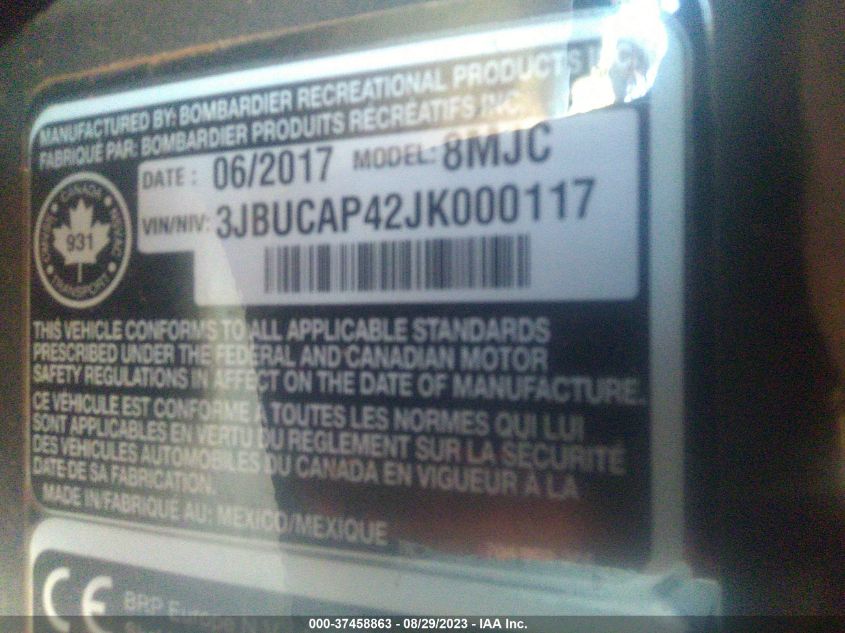 MANUFACTURED BY: BOMBARDIER RECREATIONAL PRODUCTS INC.
FABRIQUÉ PAR: BOMBARDIER PRODUITS RÉCRÉATIFS INC.
DATE : 06/2017 MODEL: 8MJC
VIN/NIV: 3JBUCAP42JK000117
CANADA
931
TRANSPORT
THIS VEHICLE CONFORMS TO ALL APPLICABLE STANDARDS
PRESCRIBED UNDER THE FEDERAL AND CANADIAN MOTOR
SAFETY REGULATIONS IN AFFECT ON THE DATE OF MANUFACTURE.
CE VÉHICULE EST CONFORME À TOUTES LES NORMES QUI LUI
SONT APPLICABLES EN VERTU DU RÈGLEMENT SUR LA SÉCURITÉ
DES VÉHICULES AUTOMOBILES DU CANADA EN VIGUEUR À LA
DATE DE SA FABRICATION.
MADE IN/FABRIQUÉ AU: MEXICO/MEXIQUE
CE
BRP Europe N.V.
000-37458863 - 08/29/2023 - IAA Inc.